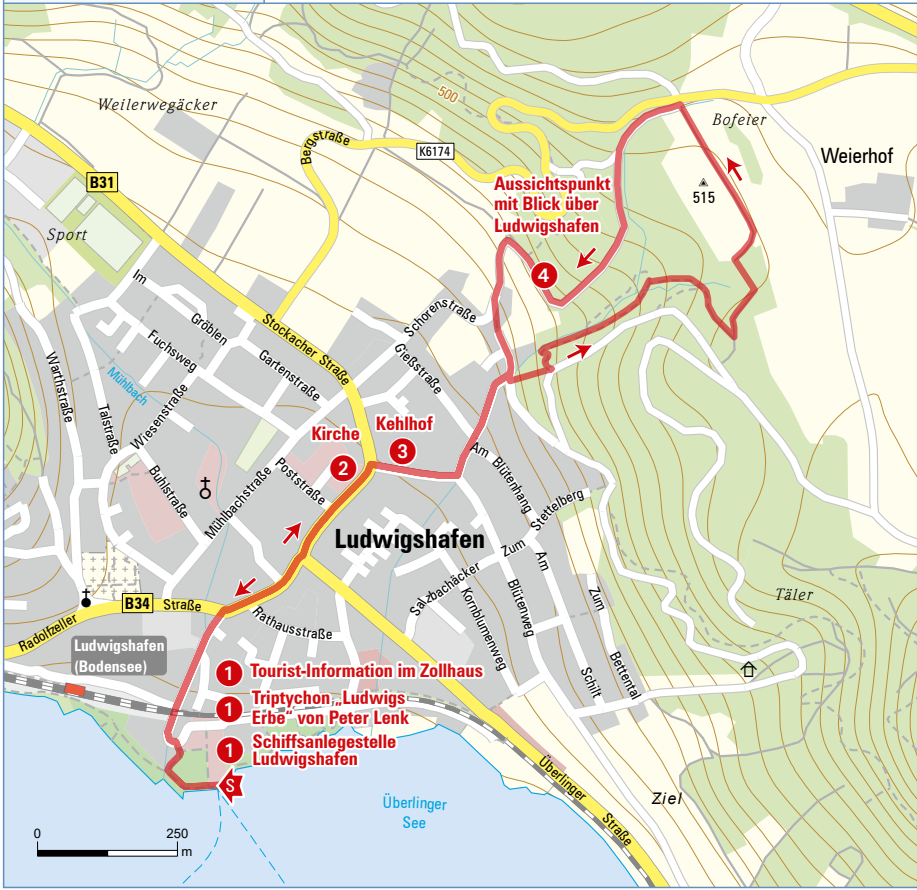 Weilerwegäcker
500
Bofeier
Bergstraße
K6174
Weierhof
B31
Aussichtspunkt
mit Blick über
Ludwigshafen
515
Sport
4
Im
Gröblen
Schorenstraße
Stockacher Straße
Fuchsweg
Gartenstraße
Gießstraße
Warthstraße
Mühlbach
Talstraße
Wiesenstraße
Kirche
Kehlhof
2
3
Buhlstraße
Mühlbachstraße
Poststraße
Am Blütenhang
Ludwigshafen
Zum Stettelberg
Salzbachäcker
Am
Schilt
Zum
Bettental
Täler
Kornblumenweg
Blütenweg
B34
Radolfzeller Straße
Rathausstraße
Ludwigshafen
(Bodensee)
1 Tourist-Information im Zollhaus
1 Triptychon „Ludwigs
Erbe“ von Peter Lenk
1 Schiffsanlegestelle
Ludwigshafen
S
Überlinger
Straße
Überlinger
See
Ziel
0 250
m